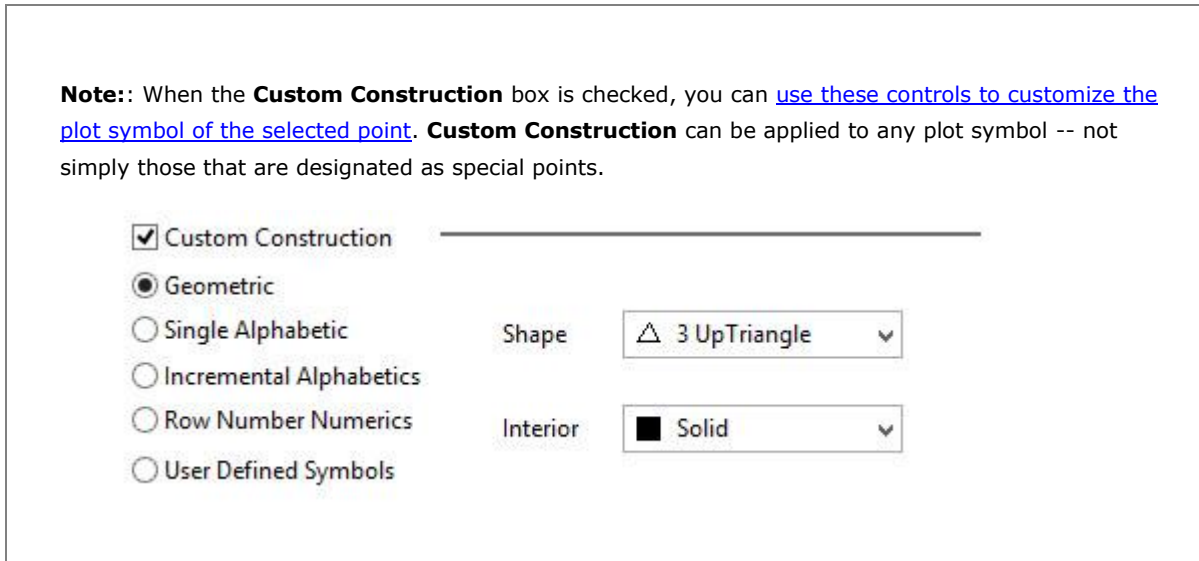 Note:: When the Custom Construction box is checked, you can use these controls to customize the
plot symbol of the selected point. Custom Construction can be applied to any plot symbol -- not
simply those that are designated as special points.
Custom Construction
Geometric
Single Alphabetic
Shape
3 UpTriangle
Incremental Alphabetics
Row Number Numerics
Interior
Solid
User Defined Symbols